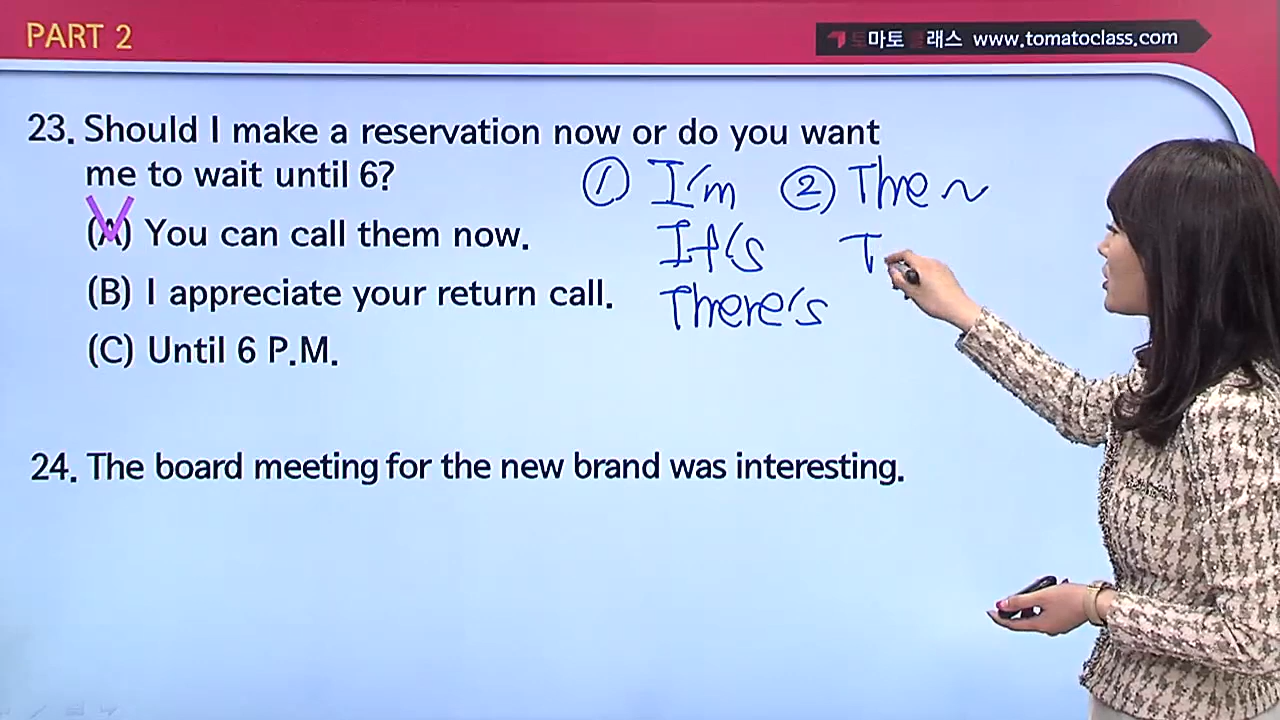 PART 2
토마토클래스 www.tomatoclass.com
23. Should I make a reservation now or do you want
me to wait until 6?
(A) You can call them now.
(B) I appreciate your return call.
(C) Until 6 P.M.
① I'm
It's
There's
② The ~
T
24. The board meeting for the new brand was interesting.